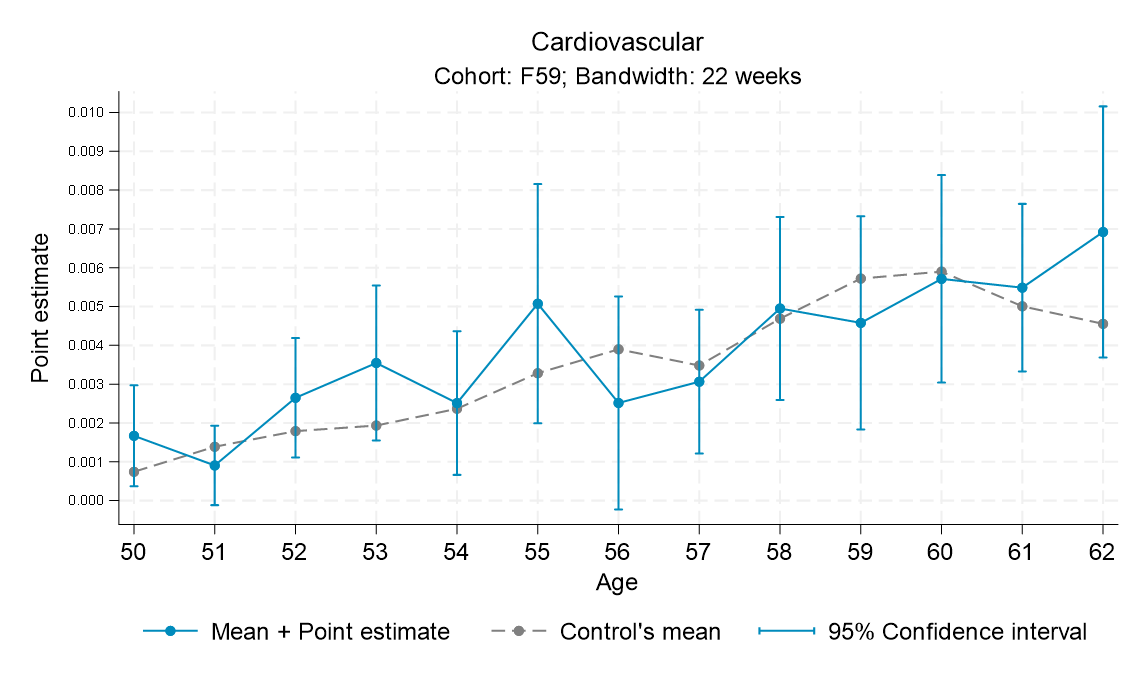 Cardiovascular
Cohort: F59; Bandwidth: 22 weeks
Point estimate
0.010
0.009
0.008
0.007
0.006
0.005
0.004
0.003
0.002
0.001
0.000
50 51 52 53 54 55 56 57 58 59 60 61 62
Age
Mean + Point estimate Control's mean 95% Confidence interval